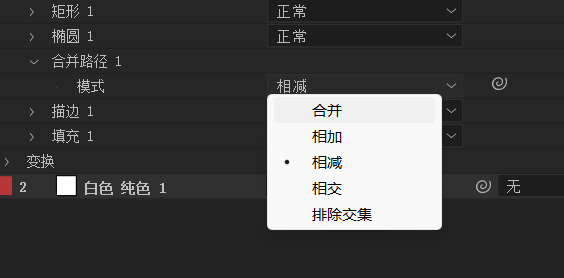 矩形 1 正常
椭圆 1 正常
合并路径 1
模式 相减
合并
描边 1
相加
填充 1
相减
变换
相交
2 白色 纯色 1 无
排除交集